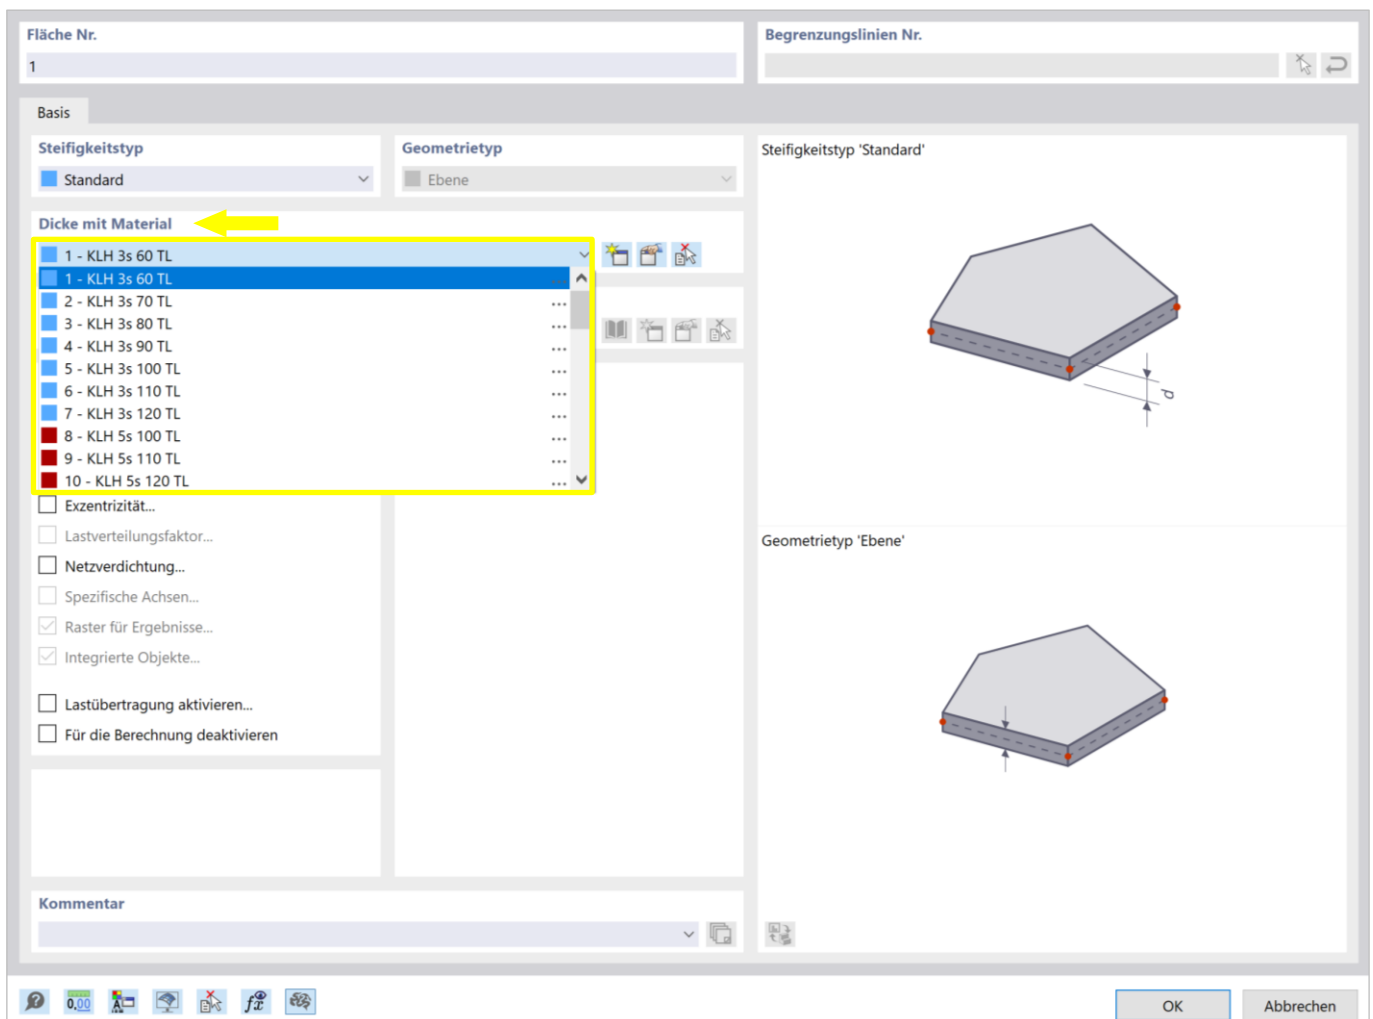 Fläche Nr.
1
Begrenzungslinien Nr.
Basis
Steifigkeitstyp
Standard
Geometrietyp
Ebene
Dicke mit Material
1 - KLH 3s 60 TL
1 - KLH 3s 60 TL ...
2 - KLH 3s 70 TL ...
3 - KLH 3s 80 TL ...
4 - KLH 3s 90 TL ...
5 - KLH 3s 100 TL ...
6 - KLH 3s 110 TL ...
7 - KLH 3s 120 TL ...
8 - KLH 5s 100 TL ...
9 - KLH 5s 110 TL ...
10 - KLH 5s 120 TL ...
Exzentrizität...
Lastverteilungsfaktor...
Netzverdichtung...
Spezifische Achsen...
Raster für Ergebnisse...
Integrierte Objekte...
Lastübertragung aktivieren...
Für die Berechnung deaktivieren
Kommentar
Steifigkeitstyp 'Standard'
d
Geometrietyp 'Ebene'
0,00
A
fx
OK
Abbrechen